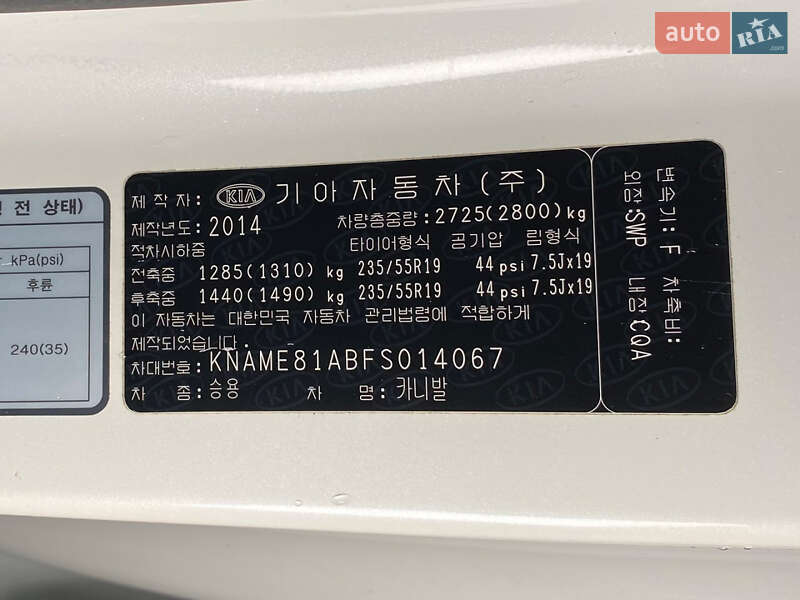 auto RIA
.com
전 상태)
kPa(psi)
후륜
240(35)
제 작 자: KIA 기아자동차(주)
제작년도: 2014 차량총중량: 2725(2800)kg
적차시하중 타이어형식 공기압 림형식
전축중 1285(1310) kg 235/55R19 44 psi 7.5Jx19
후축중 1440(1490) kg 235/55R19 44 psi 7.5Jx19
이 자동차는 대한민국 자동차 관리법령에 적합하게
제작되었습니다.
차대번호: KNAME81ABFS014067
차 종: 승용 차 명: 카니발
변속기: F 차축비:
외장 SWP 내장 CQA